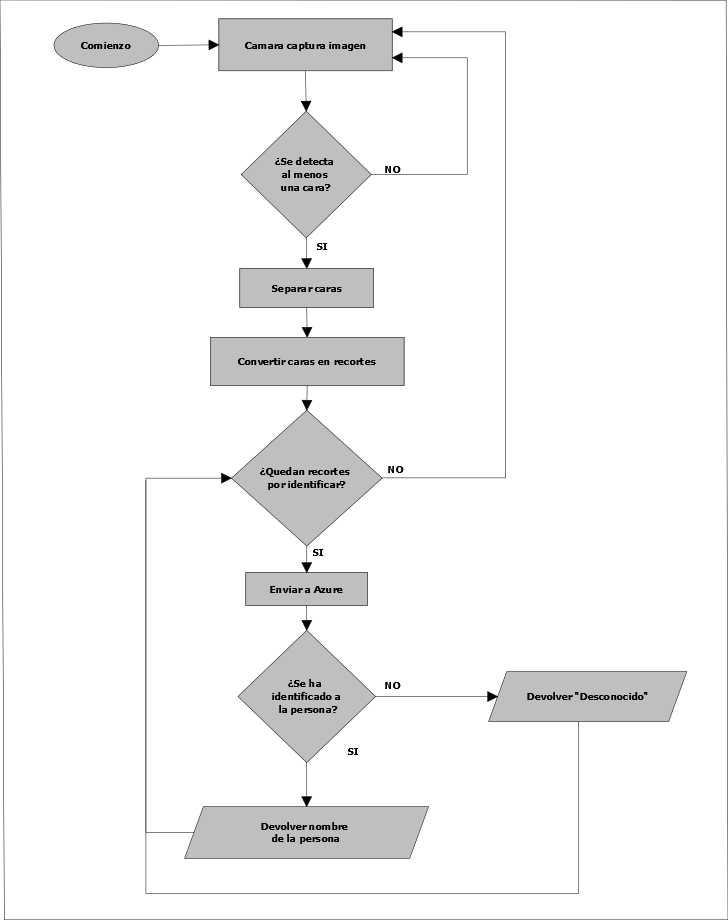 Comienzo
Camara captura imagen
¿Se detecta
al menos
una cara?
NO
SI
Separar caras
Convertir caras en recortes
¿Quedan recortes
por identificar?
NO
SI
Enviar a Azure
¿Se ha
identificado a
la persona?
NO
Devolver "Desconocido"
SI
Devolver nombre
de la persona